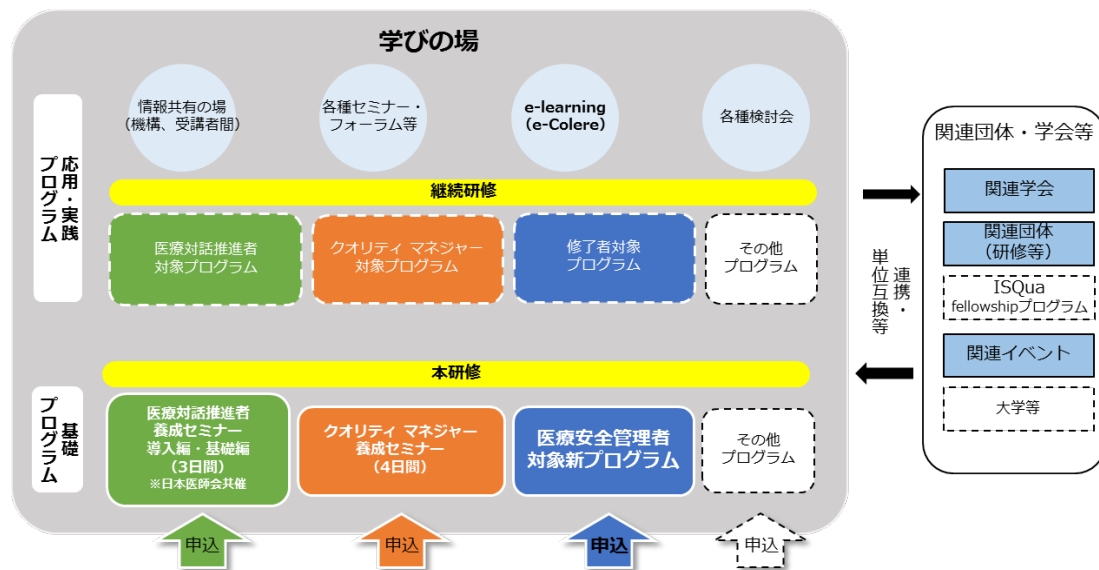 学びの場
情報共有の場
（機構、受講者間）
各種セミナー・
フォーラム等
e-learning
（e-Colere）
各種検討会
応用・実践
プログラム
継続研修
医療対話推進者
対象プログラム
クオリティ マネジャー
対象プログラム
修了者対象
プログラム
その他
プログラム
本研修
基礎
プログラム
医療対話推進者
養成セミナー
導入編・基礎編
（3日間）
※日本医師会共催
クオリティ マネジャー
養成セミナー
（4日間）
医療安全管理者
対象新プログラム
その他
プログラム
申込
申込
申込
申込
連携・
単位互換等
関連団体・学会等
関連学会
関連団体
（研修等）
ISQua
fellowshipプログラム
関連イベント
大学等